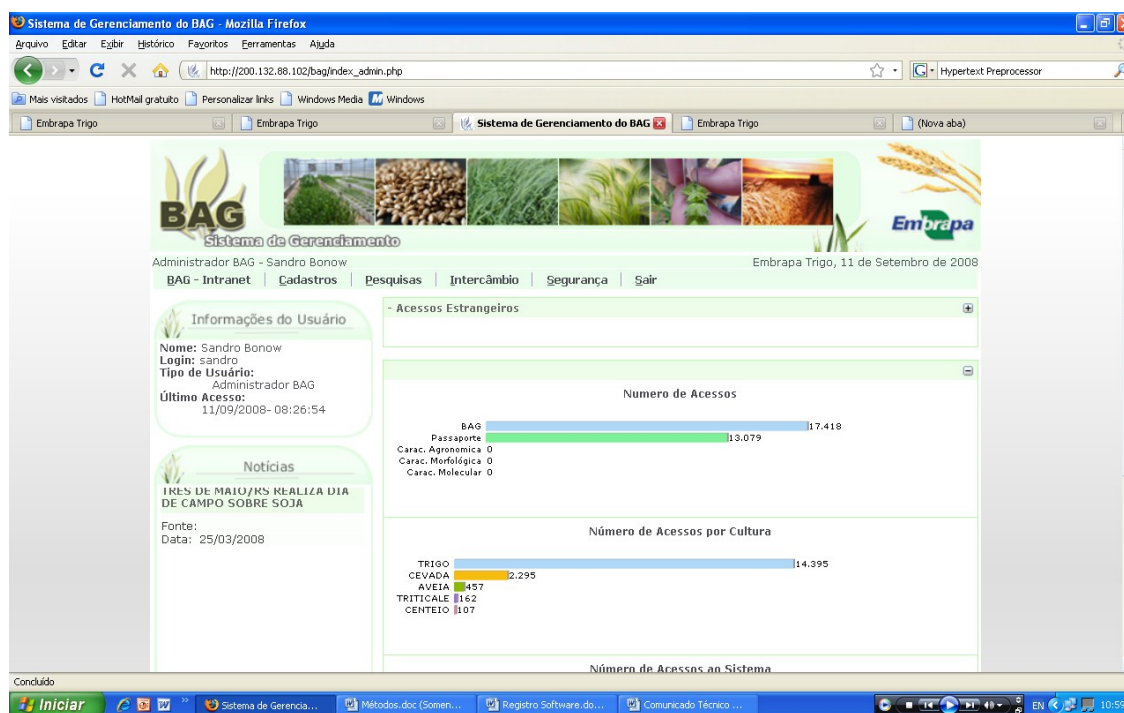 Sistema de Gerenciamento do BAG - Mozilla Firefox
Arquivo Editar Exibir Histórico Favoritos Ferramentas Ajuda
http://200.132.88.102/bag/index_admin.php
Hypertext Preprocessor
Mais visitados HotMail gratuito Personalizar links Windows Media Windows
Embrapa Trigo Embrapa Trigo Sistema de Gerenciamento do BAG Embrapa Trigo (Nova aba)
BAG
Sistema de Gerenciamento
Embrapa
Administrador BAG - Sandro Bonow Embrapa Trigo, 11 de Setembro de 2008
BAG - Intranet | Cadastros | Pesquisas | Intercâmbio | Segurança | Sair
Informações do Usuário
Nome: Sandro Bonow
Login: sandro
Tipo de Usuário:
Administrador BAG
Último Acesso:
11/09/2008- 08:26:54
Notícias
TRES DE MAIO/RS REALIZA DIA
DE CAMPO SOBRE SOJA
Fonte:
Data: 25/03/2008
- Acessos Estrangeiros
Numero de Acessos
BAG 17.418
Passaporte 13.079
Carac. Agronomica 0
Carac. Morfológica 0
Carac. Molecular 0
Número de Acessos por Cultura
TRIGO 14.395
CEVADA 2.295
AVEIA 457
TRITICALE 162
CENTEIO 107
Número de Acessos ao Sistema
Concluído
Iniciar Sistema de Gerencia... Métodos.doc (Somen... Registro Software.do... Comunicado Técnico ... EN 10:59